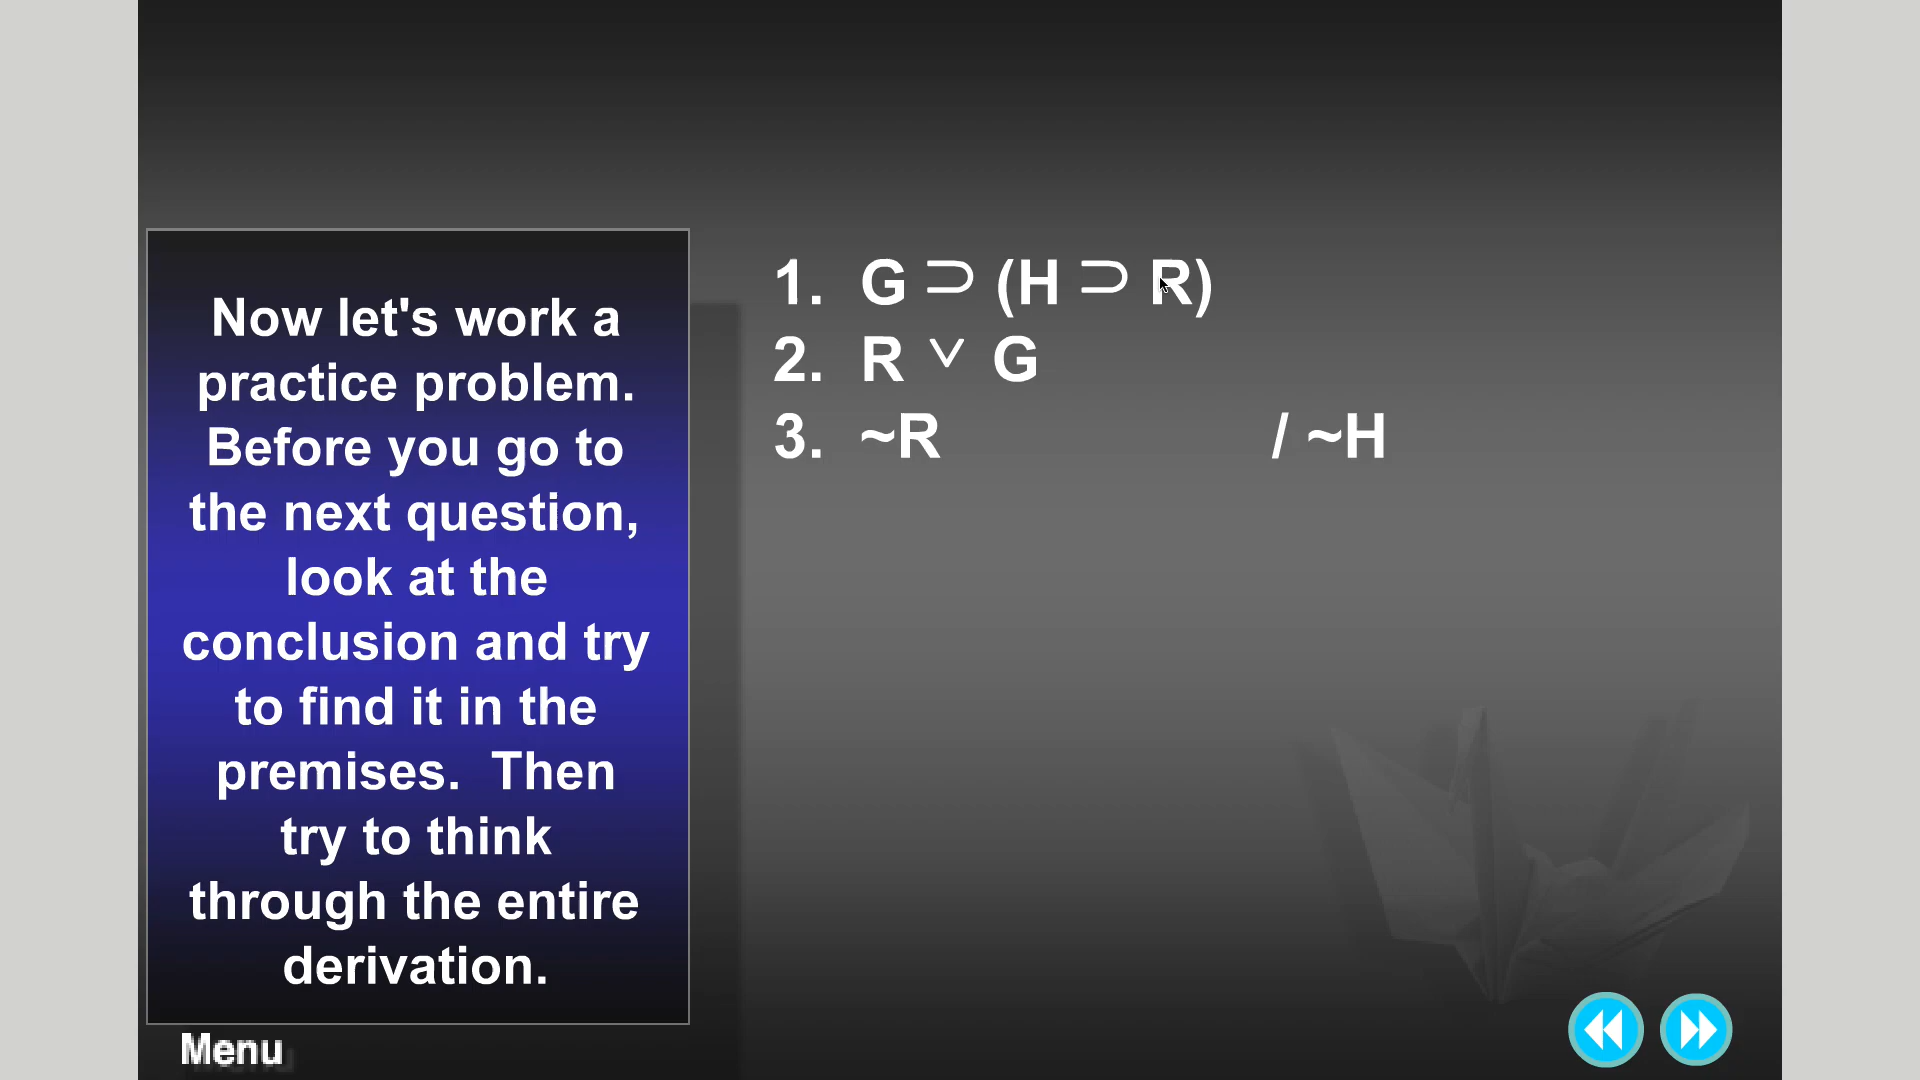 Now let's work a
practice problem.
Before you go to
the next question,
look at the
conclusion and try
to find it in the
premises.  Then
try to think
through the entire
derivation.
1.  G ⊃ (H ⊃ R)
2.  R ∨ G
3.  ~R / ~H
Menu